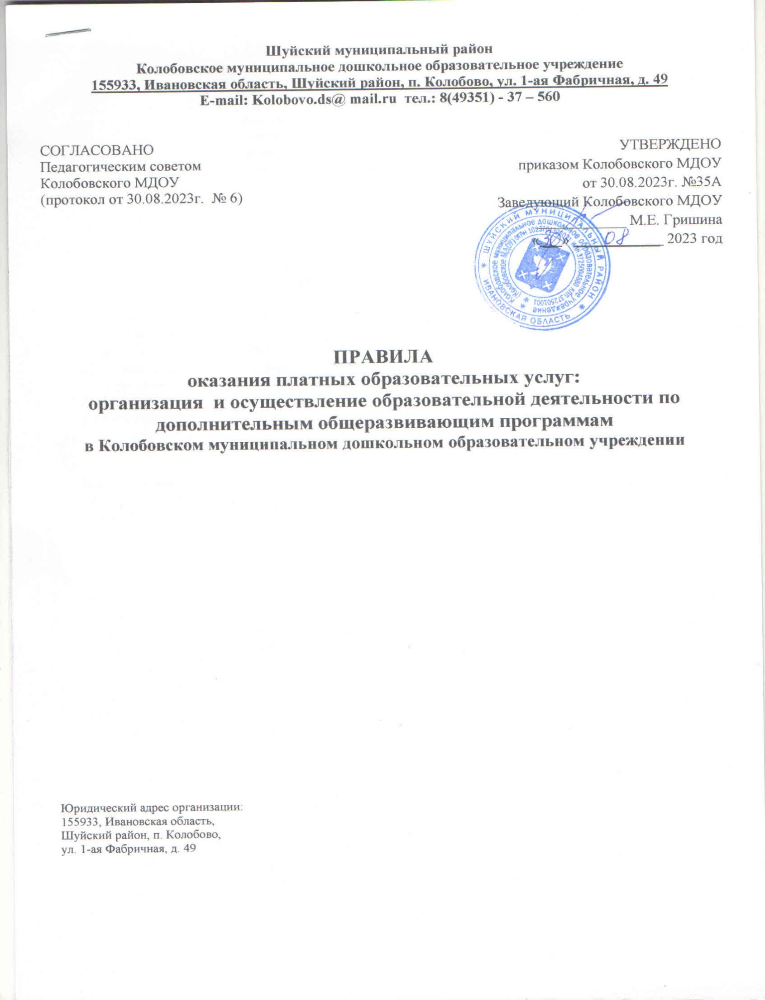 Шуйский муниципальный район
Колобовское муниципальное дошкольное образовательное учреждение
155933, Ивановская область, Шуйский район, п. Колобово, ул. 1-ая Фабричная, д. 49
E-mail: Kolobovo.ds@ mail.ru тел.: 8(49351) - 37 – 560
СОГЛАСОВАНО
Педагогическим советом
Колобовского МДОУ
(протокол от 30.08.2023г. № 6)
УТВЕРЖДЕНО
приказом Колобовского МДОУ
от 30.08.2023г. №35А
Заведующий Колобовского МДОУ
М.Е. Гришина
«30» 08 2023 год
ШУЙСКИЙ МУНИЦИПАЛЬНЫЙ РАЙОН * ИВАНОВСКАЯ ОБЛАСТЬ *
Колобовское муниципальное дошкольное образовательное учреждение *
(Колобовское МДОУ) ОГРН ИНН 3725004880 КПП 372501001 *
ПРАВИЛА
оказания платных образовательных услуг:
организация и осуществление образовательной деятельности по
дополнительным общеразвивающим программам
в Колобовском муниципальном дошкольном образовательном учреждении
Юридический адрес организации:
155933, Ивановская область,
Шуйский район, п. Колобово,
ул. 1-ая Фабричная, д. 49